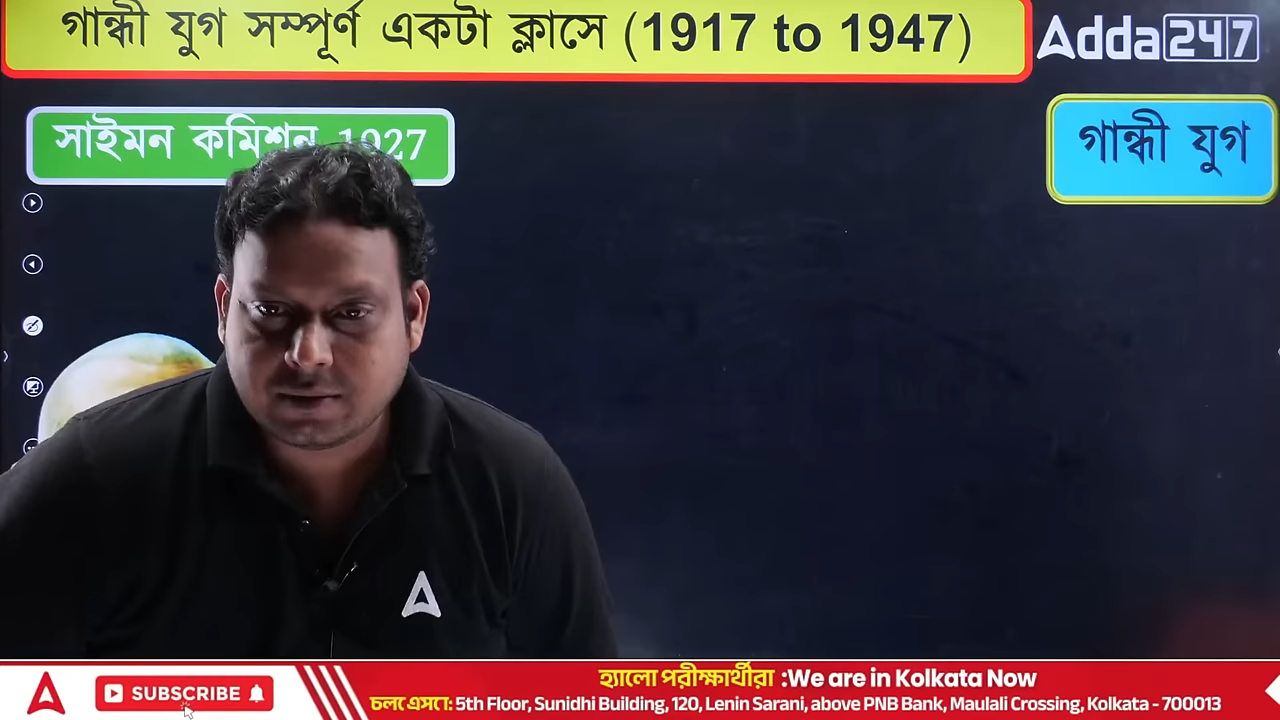 গান্ধী যুগ সম্পূর্ণ একটা ক্লাসে (1917 to 1947)
Adda247
সাইমন কমিশন 1927
গান্ধী যুগ
SUBSCRIBE
হ্যালো পরীক্ষার্থীরা :We are in Kolkata Now
চলে এসো: 5th Floor, Sunidhi Building, 120, Lenin Sarani, above PNB Bank, Maulali Crossing, Kolkata - 700013